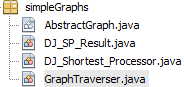 simpleGraphs
AbstractGraph.java
DJ_SP_Result.java
DJ_Shortest_Processor.java
GraphTraverser.java